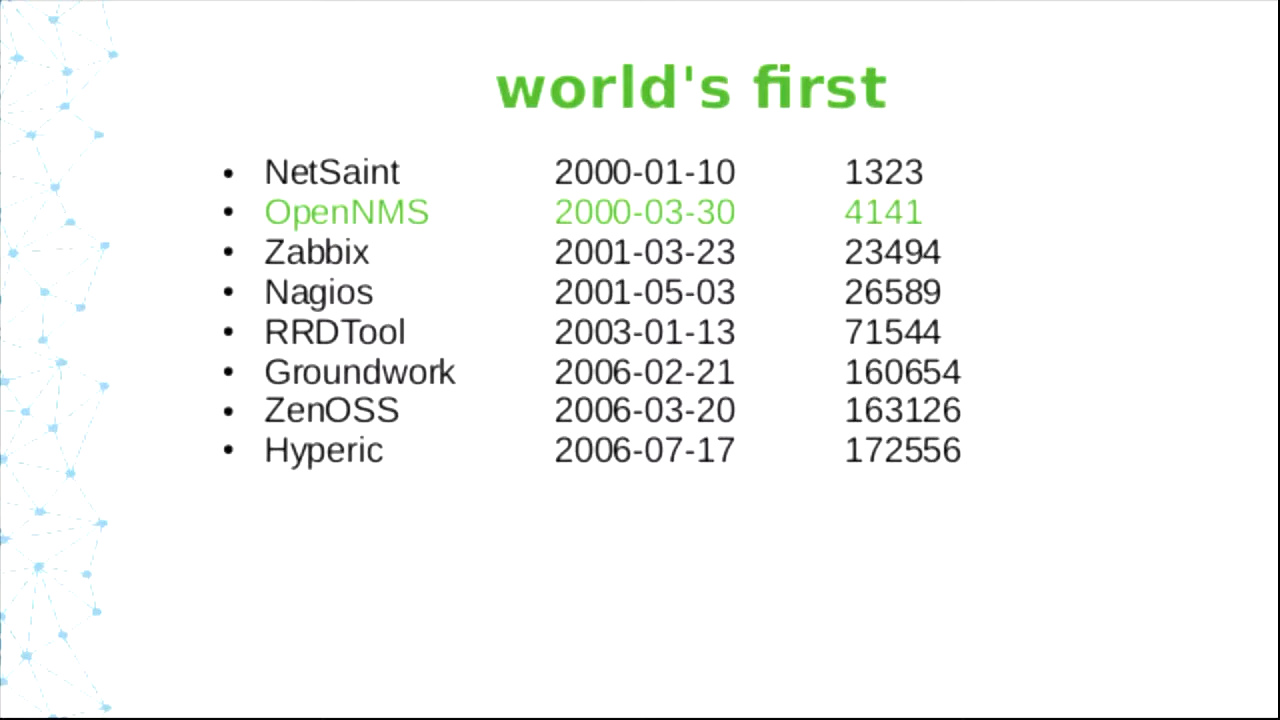 world's first
• NetSaint 2000-01-10 1323
• OpenNMS 2000-03-30 4141
• Zabbix 2001-03-23 23494
• Nagios 2001-05-03 26589
• RRDTool 2003-01-13 71544
• Groundwork 2006-02-21 160654
• ZenOSS 2006-03-20 163126
• Hyperic 2006-07-17 172556